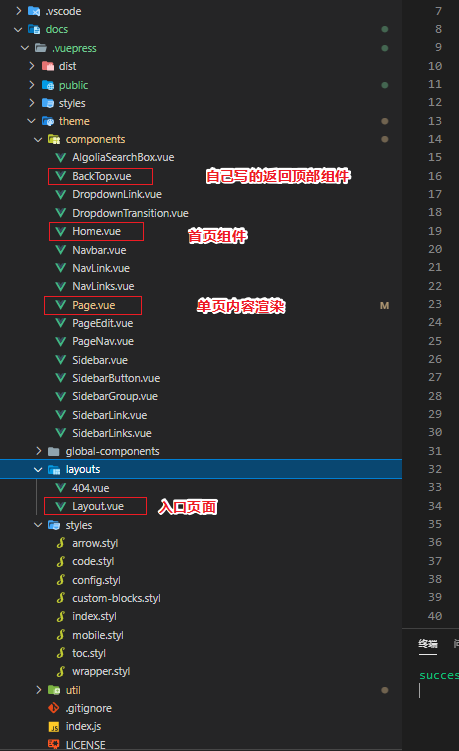 .vscode
7
docs
8
.vuepress
9
dist
10
public
11
styles
12
theme
13
components
14
AlgoliaSearchBox.vue
15
BackTop.vue 自己写的返回顶部组件
16
DropdownLink.vue
17
DropdownTransition.vue
18
Home.vue 首页组件
19
Navbar.vue
20
NavLink.vue
21
NavLinks.vue
22
Page.vue 单页内容渲染 M
23
PageEdit.vue
24
PageNav.vue
25
Sidebar.vue
26
SidebarButton.vue
27
SidebarGroup.vue
28
SidebarLink.vue
29
SidebarLinks.vue
30
global-components
31
layouts
32
404.vue
33
Layout.vue 入口页面
34
styles
35
arrow.styl
36
code.styl
37
config.styl
38
custom-blocks.styl
39
index.styl
40
mobile.styl
终端
toc.styl
wrapper.styl
succes
util
.gitignore
index.js
LICENSE